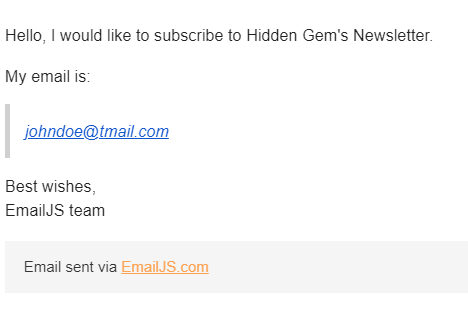 Hello, I would like to subscribe to Hidden Gem's Newsletter.
My email is:
johndoe@tmail.com
Best wishes,
EmailJS team
Email sent via EmailJS.com